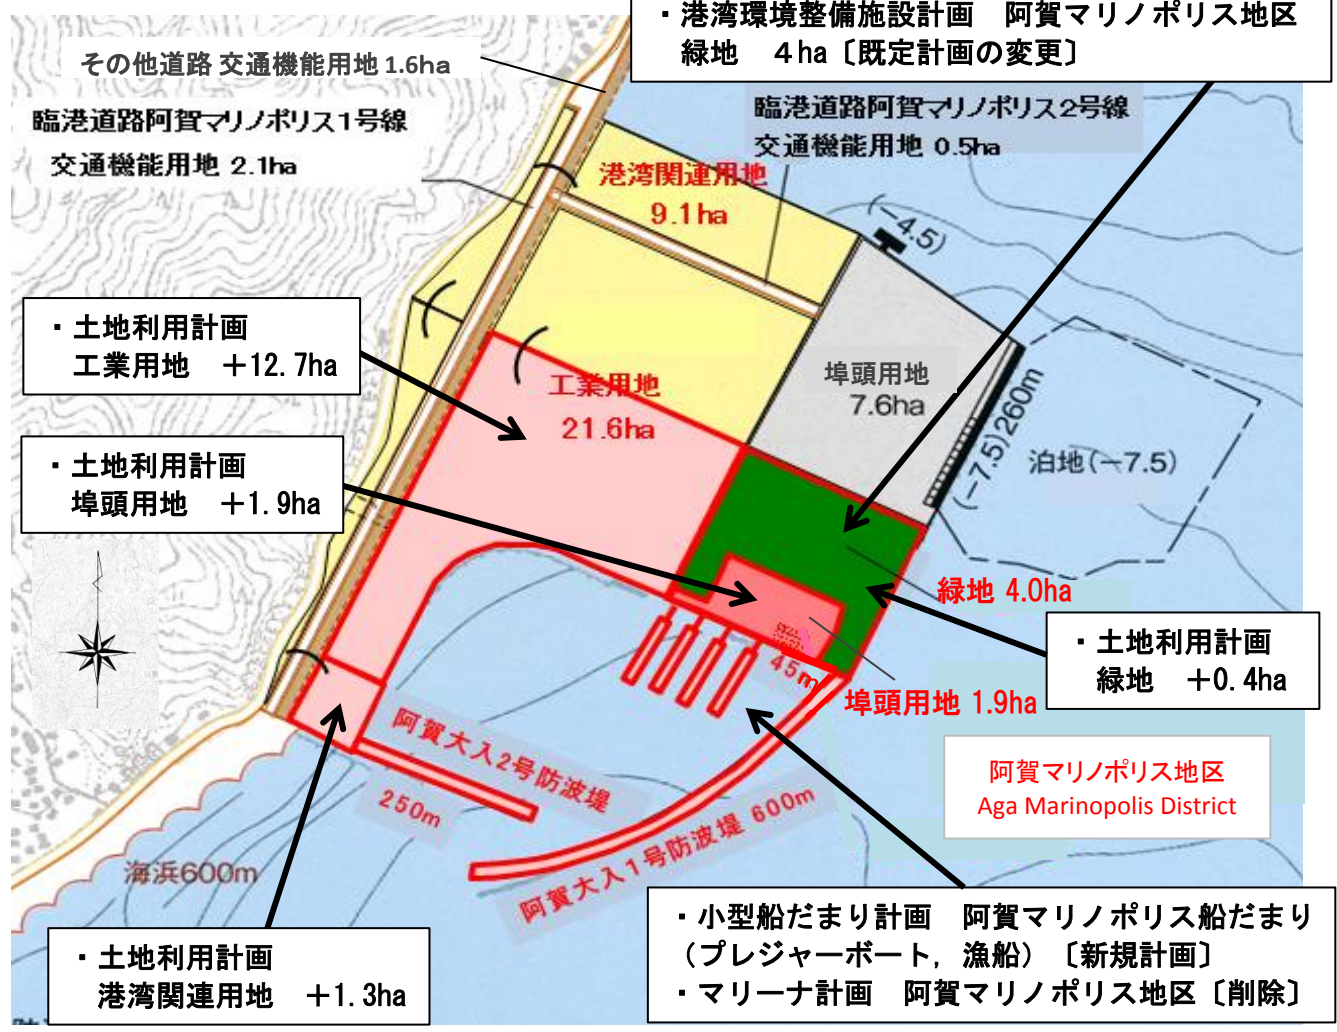 ・港湾環境整備施設計画　阿賀マリノポリス地区
緑地　４ha〔既定計画の変更〕
その他道路 交通機能用地 1.6ha
臨港道路阿賀マリノポリス1号線
交通機能用地 2.1ha
臨港道路阿賀マリノポリス2号線
交通機能用地 0.5ha
港湾関連用地
9.1ha
(-4.5)
・土地利用計画
工業用地　＋12.7ha
工業用地
21.6ha
埠頭用地
7.6ha
(-7.5)260m
泊地(-7.5)
・土地利用計画
埠頭用地　＋1.9ha
緑地 4.0ha
・土地利用計画
緑地　＋0.4ha
45m
埠頭用地 1.9ha
阿賀大入2号防波堤
250m
阿賀大入1号防波堤 600m
阿賀マリノポリス地区
Aga Marinopolis District
海浜600m
・土地利用計画
港湾関連用地　＋1.3ha
・小型船だまり計画　阿賀マリノポリス船だまり
（プレジャーボート，漁船）〔新規計画〕
・マリーナ計画　阿賀マリノポリス地区〔削除〕